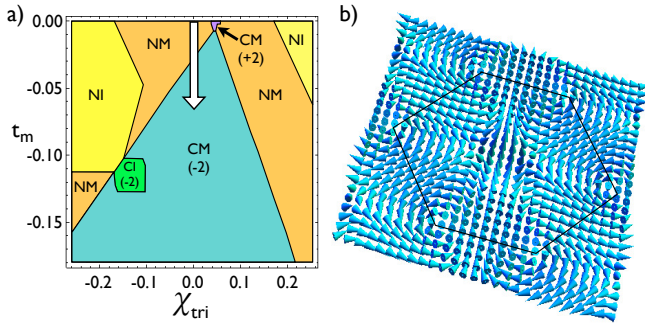 a)
b)
0.00
-0.05
-0.10
-0.15
t_m
NM
CM
(+2)
NI
NI
NM
CM
(-2)
CI
(-2)
NM
-0.2 -0.1 0.0 0.1 0.2
χ_tri